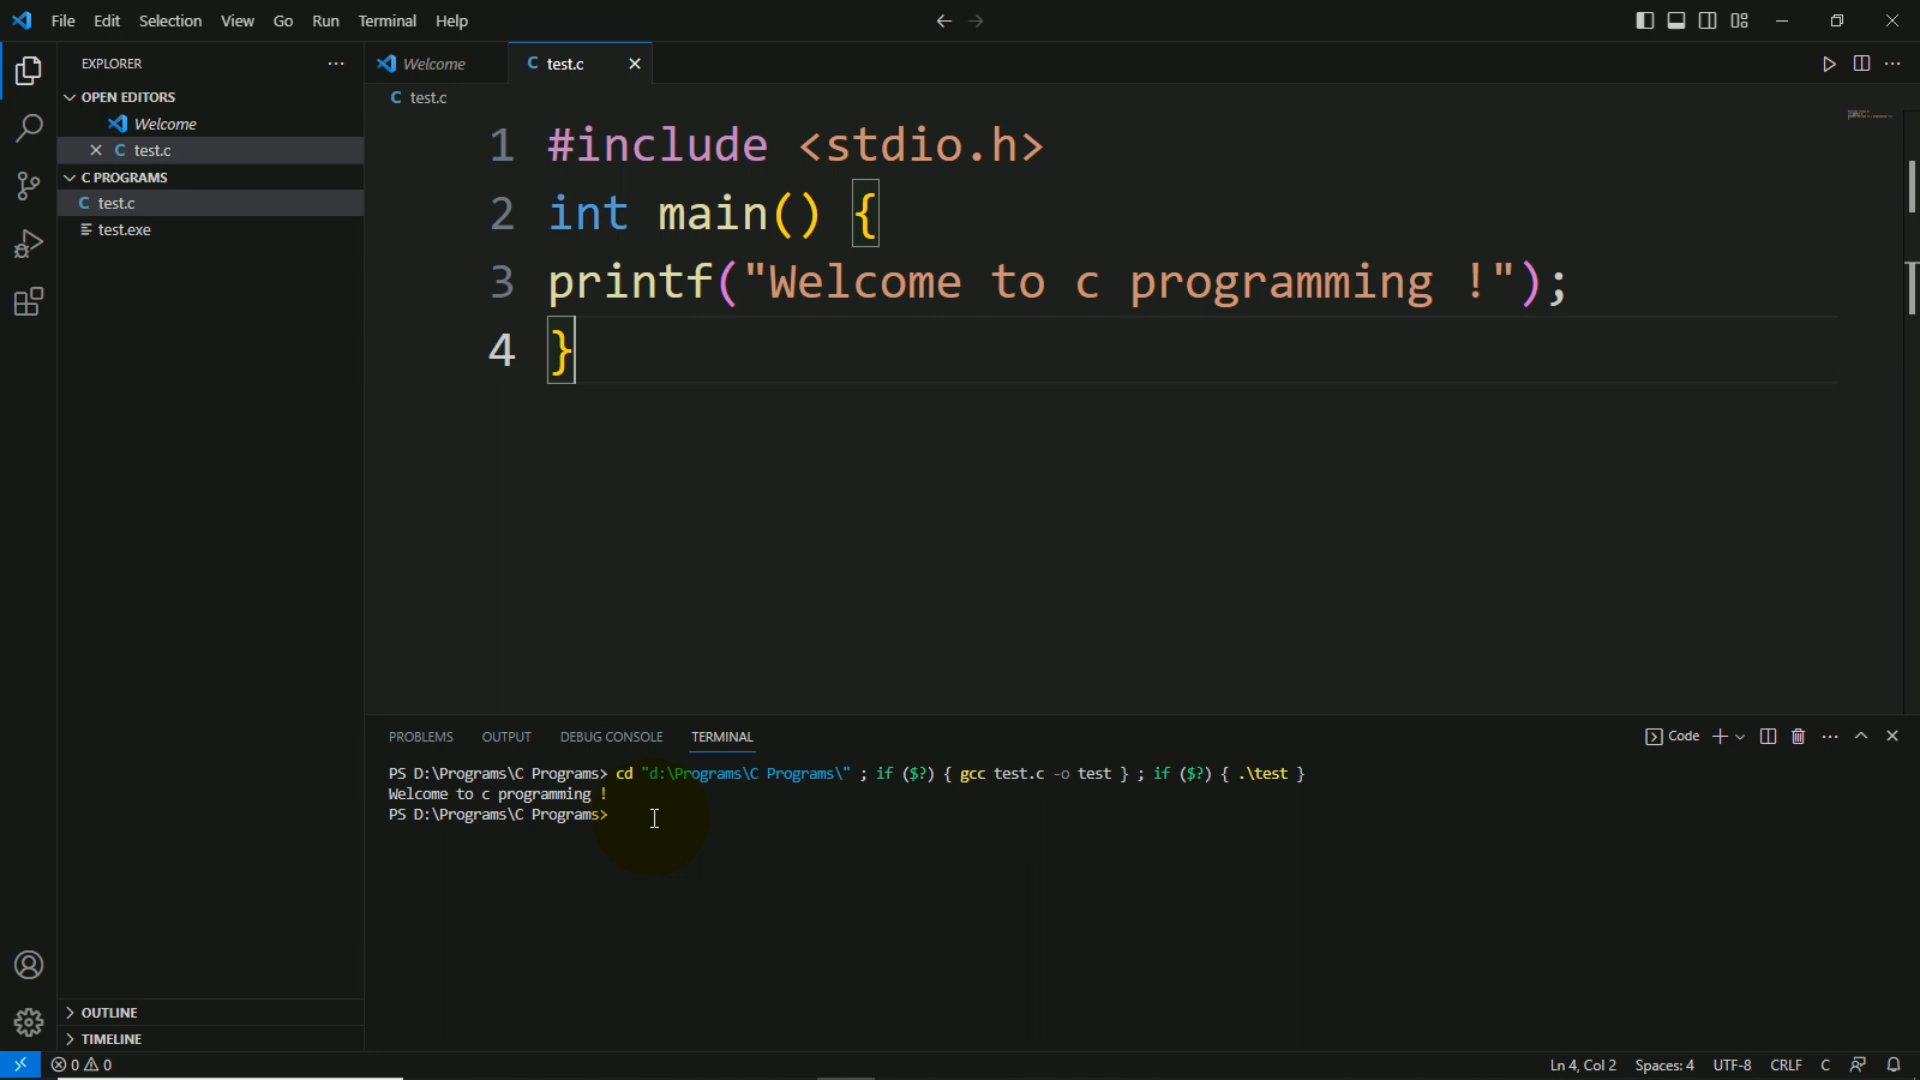 File Edit Selection View Go Run Terminal Help
EXPLORER
OPEN EDITORS
Welcome
C test.c
C PROGRAMS
C test.c
test.exe
OUTLINE
TIMELINE
Welcome
C test.c
C test.c
1 #include <stdio.h>
2 int main() {
3 printf("Welcome to c programming !");
4 }
PROBLEMS OUTPUT DEBUG CONSOLE TERMINAL
Code
PS D:\Programs\C Programs> cd "d:\Programs\C Programs\" ; if ($?) { gcc test.c -o test } ; if ($?) { .\test }
Welcome to c programming !
PS D:\Programs\C Programs>
0 0
Ln 4, Col 2 Spaces: 4 UTF-8 CRLF C